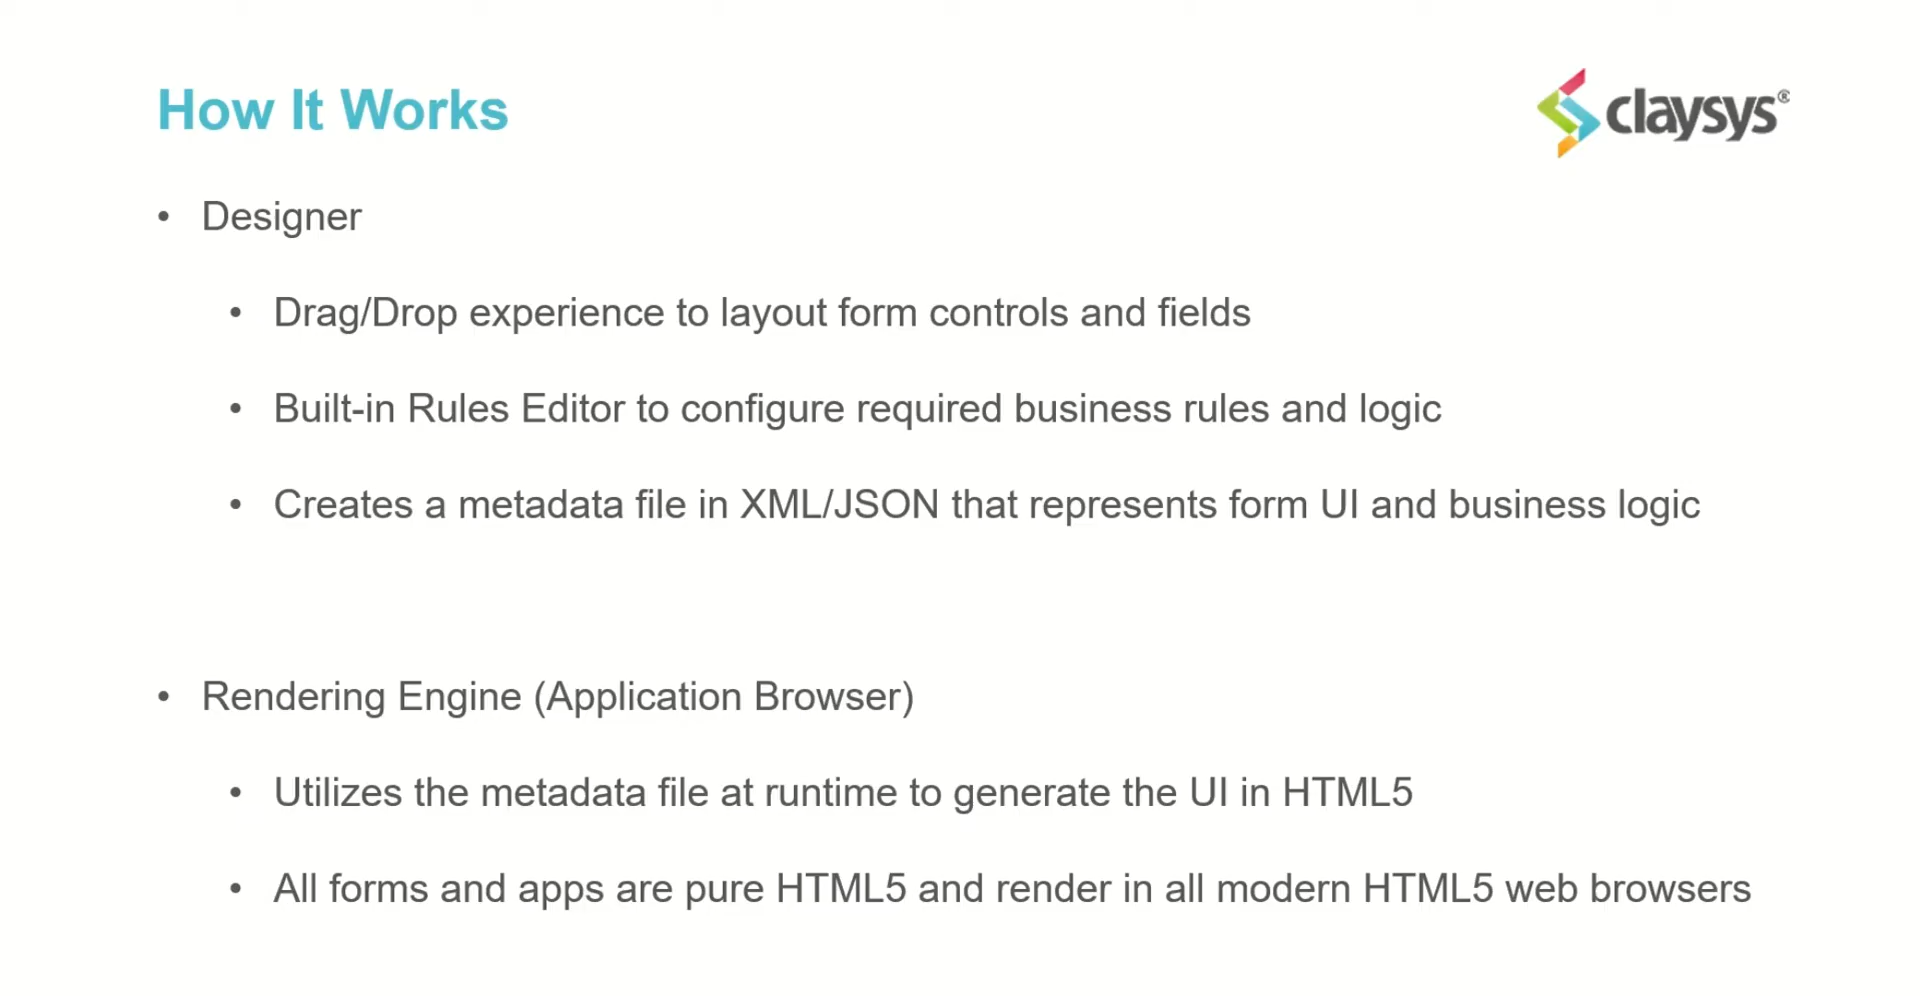 How It Works
claysys®
• Designer
• Drag/Drop experience to layout form controls and fields
• Built-in Rules Editor to configure required business rules and logic
• Creates a metadata file in XML/JSON that represents form UI and business logic
• Rendering Engine (Application Browser)
• Utilizes the metadata file at runtime to generate the UI in HTML5
• All forms and apps are pure HTML5 and render in all modern HTML5 web browsers